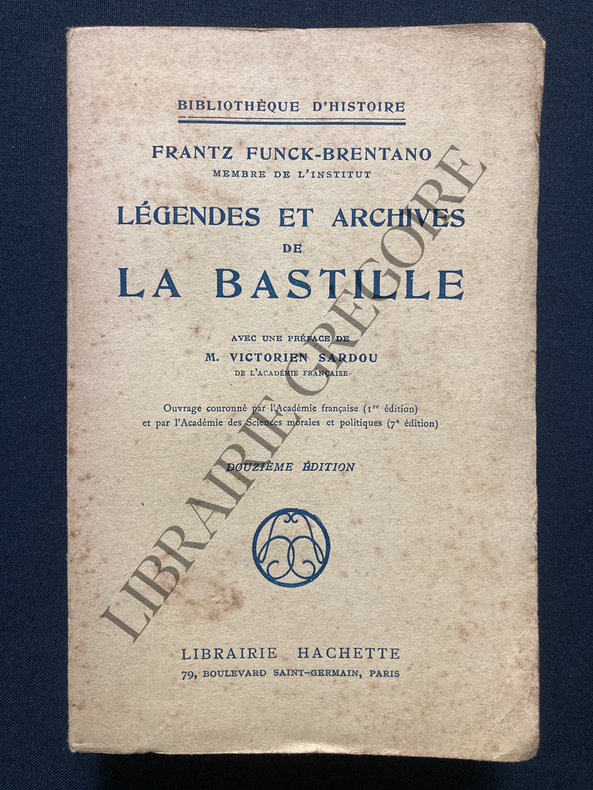 BIBLIOTHÈQUE D'HISTOIRE
FRANTZ FUNCK-BRENTANO
MEMBRE DE L'INSTITUT
LÉGENDES ET ARCHIVES
DE
LA BASTILLE
AVEC UNE PRÉFACE DE
M. VICTORIEN SARDOU
DE L'ACADÉMIE FRANÇAISE
Ouvrage couronné par l'Académie française (1re édition)
et par l'Académie des Sciences morales et politiques (7e édition)
DOUZIÈME ÉDITION
LIBRAIRIE HACHETTE
79, BOULEVARD SAINT-GERMAIN, PARIS
LIBRAIRIE GREGOIRE